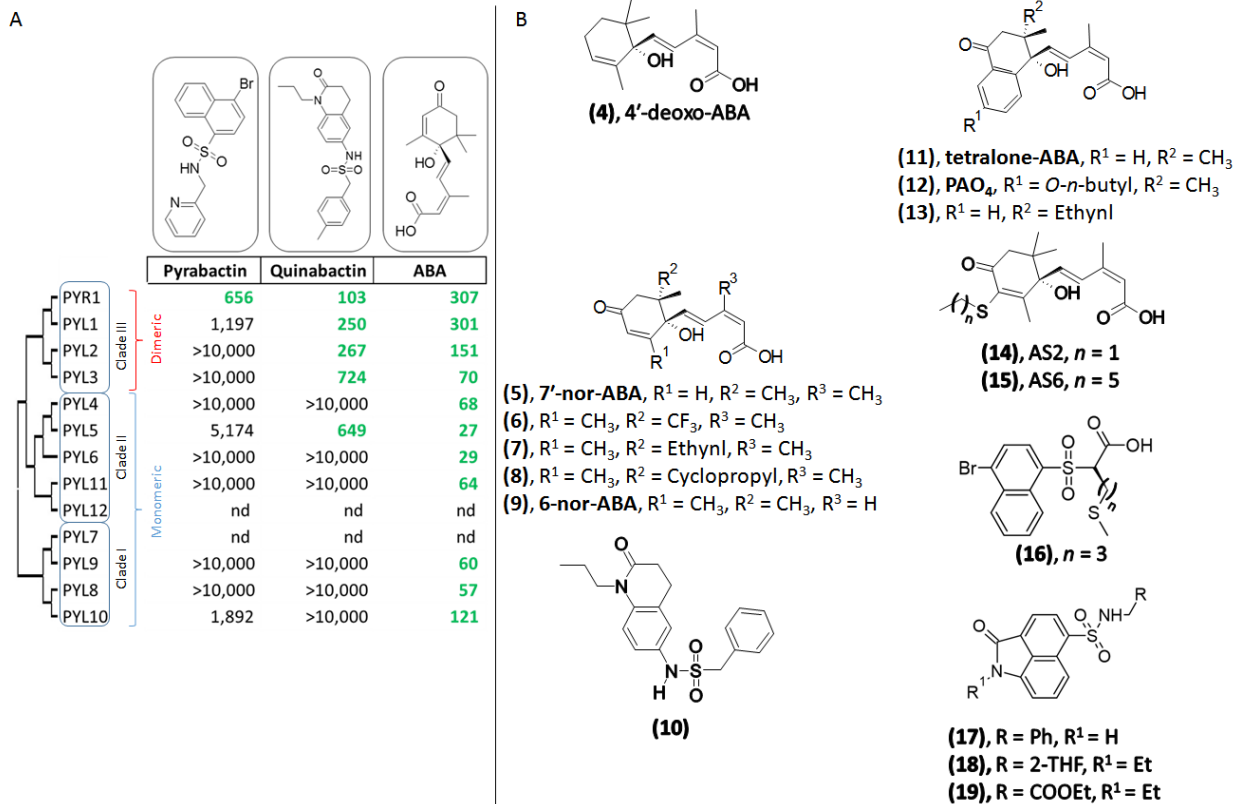 A
Br
S
O
O
HN
N
O
N
NH
O
S
O
O
HO
O
HO
Pyrabactin Quinabactin ABA
PYR1 656 103 307
PYL1 1,197 250 301
PYL2 >10,000 267 151
PYL3 >10,000 724 70
PYL4 >10,000 >10,000 68
PYL5 5,174 649 27
PYL6 >10,000 >10,000 29
PYL11 >10,000 >10,000 64
PYL12 nd nd nd
PYL7 nd nd nd
PYL9 >10,000 >10,000 60
PYL8 >10,000 >10,000 57
PYL10 1,892 >10,000 121
Clade III
Clade II
Clade I
Dimeric
Monomeric
B
OH
O
OH
(4), 4′-deoxo-ABA
R2
O
OH
O
OH
R1
(11), tetralone-ABA, R1 = H, R2 = CH3
(12), PAO4, R1 = O-n-butyl, R2 = CH3
(13), R1 = H, R2 = Ethynl
R2
R3
O
OH
R1
O
OH
(5), 7′-nor-ABA, R1 = H, R2 = CH3, R3 = CH3
(6), R1 = CH3, R2 = CF3, R3 = CH3
(7), R1 = CH3, R2 = Ethynl, R3 = CH3
(8), R1 = CH3, R2 = Cyclopropyl, R3 = CH3
(9), 6-nor-ABA, R1 = CH3, R2 = CH3, R3 = H
O
OH
S
n
O
OH
(14), AS2, n = 1
(15), AS6, n = 5
O
OH
Br
S
O
O
n
S
(16), n = 3
O
N
N
H
O
S
O
(10)
R
HN
O
S
O
O
N
R1
(17), R = Ph, R1 = H
(18), R = 2-THF, R1 = Et
(19), R = COOEt, R1 = Et